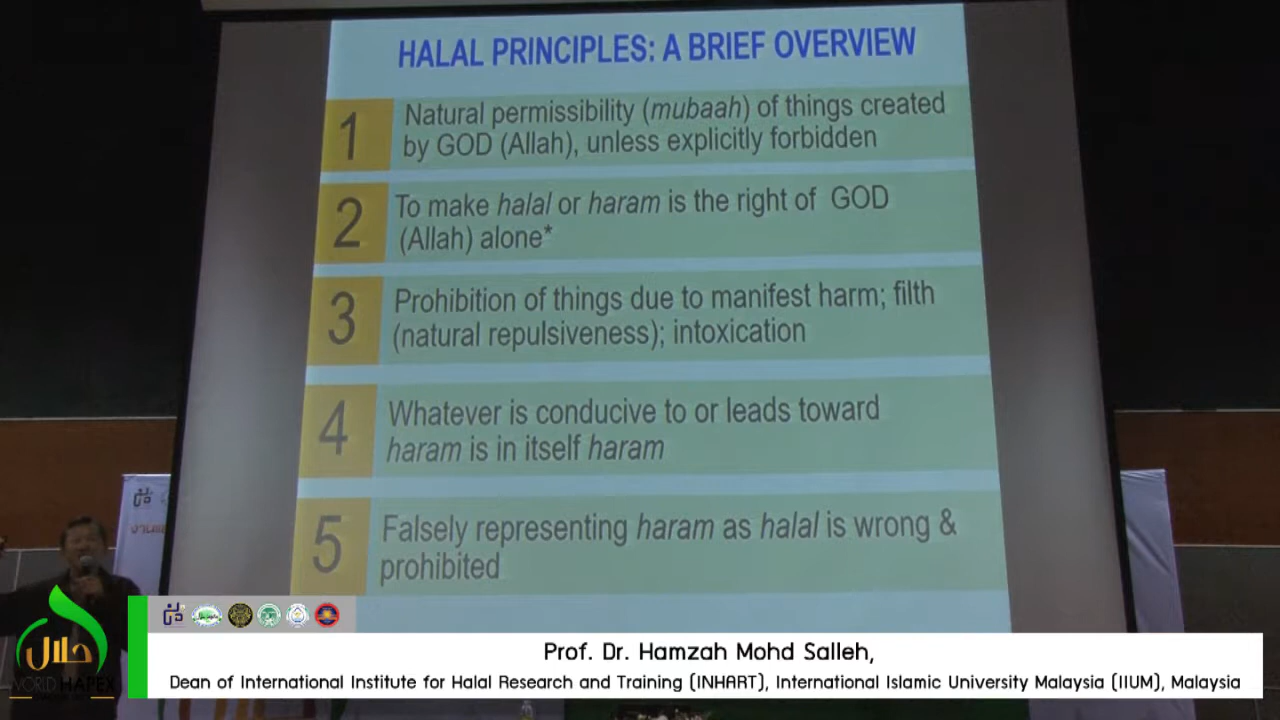 HALAL PRINCIPLES: A BRIEF OVERVIEW
1
Natural permissibility (mubaah) of things created
by GOD (Allah), unless explicitly forbidden
2
To make halal or haram is the right of GOD
(Allah) alone*
3
Prohibition of things due to manifest harm; filth
(natural repulsiveness); intoxication
4
Whatever is conducive to or leads toward
haram is in itself haram
5
Falsely representing haram as halal is wrong &
prohibited
حلال
WORLD HAPEX
Prof. Dr. Hamzah Mohd Salleh,
Dean of International Institute for Halal Research and Training (INHART), International Islamic University Malaysia (IIUM), Malaysia